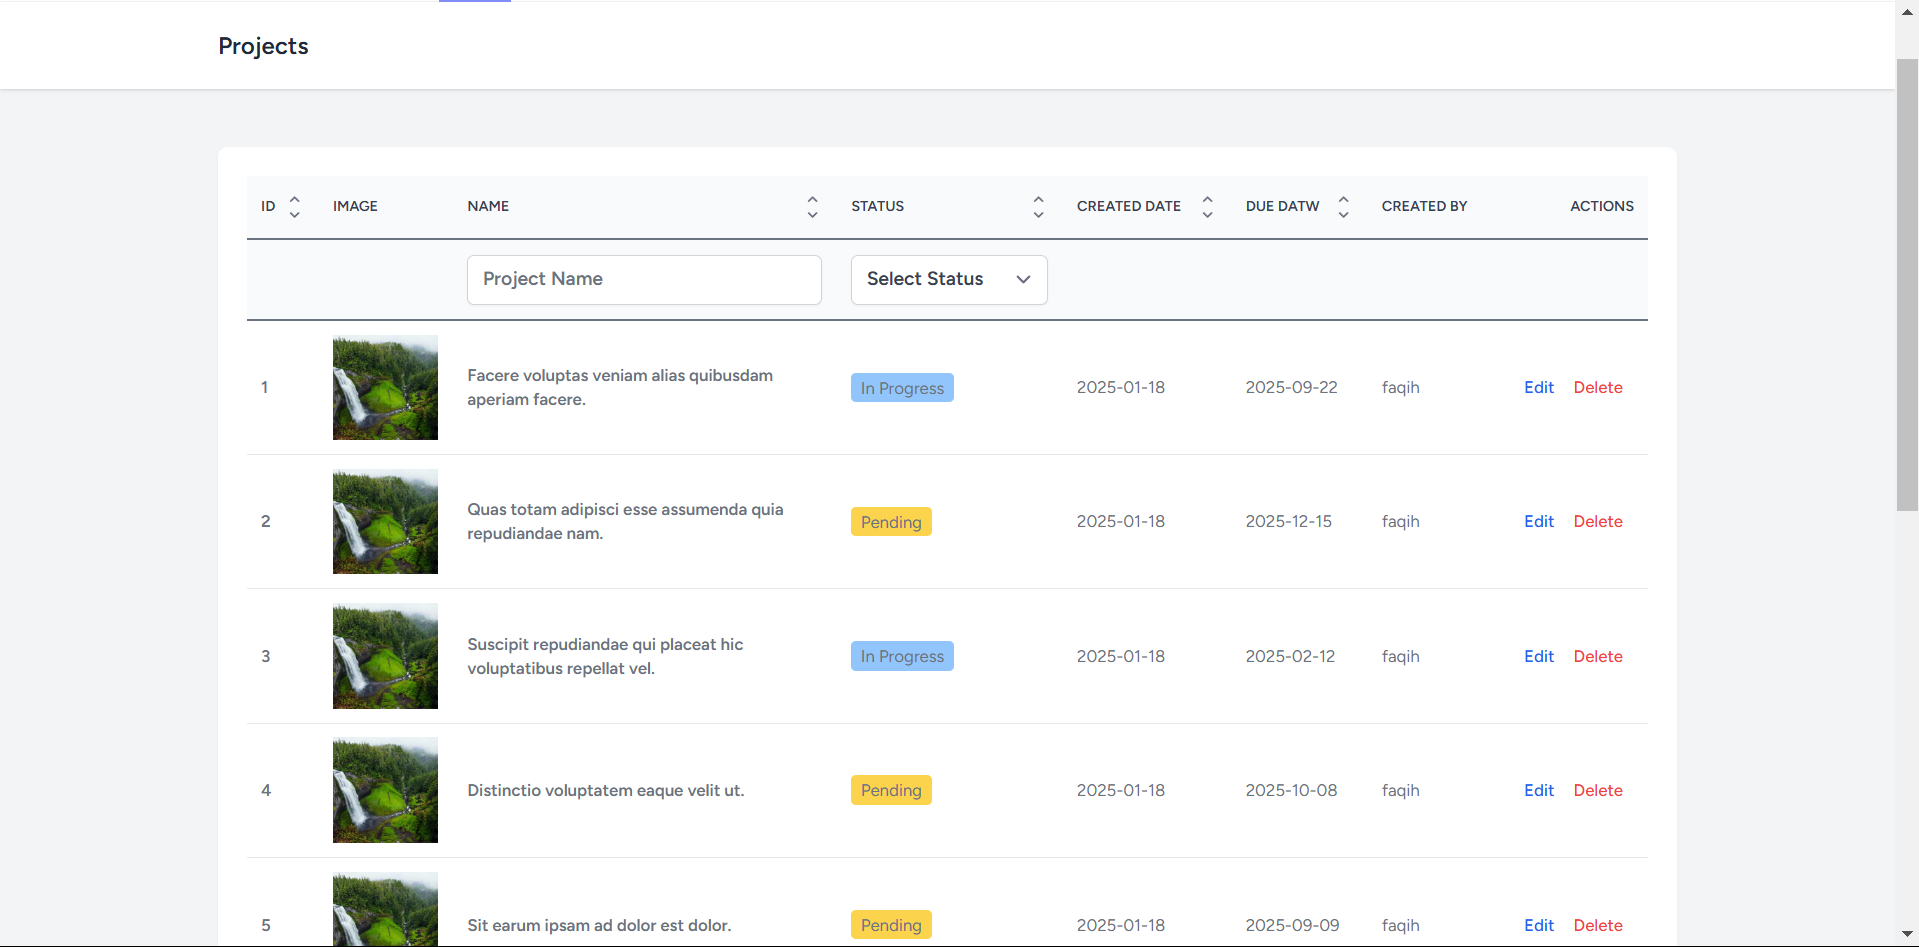 Projects
ID IMAGE NAME STATUS CREATED DATE DUE DATW CREATED BY ACTIONS
Project Name Select Status
1 Facere voluptas veniam alias quibusdam
aperiam facere. In Progress 2025-01-18 2025-09-22 faqih Edit Delete
2 Quas totam adipisci esse assumenda quia
repudiandae nam. Pending 2025-01-18 2025-12-15 faqih Edit Delete
3 Suscipit repudiandae qui placeat hic
voluptatibus repellat vel. In Progress 2025-01-18 2025-02-12 faqih Edit Delete
4 Distinctio voluptatem eaque velit ut. Pending 2025-01-18 2025-10-08 faqih Edit Delete
5 Sit earum ipsam ad dolor est dolor. Pending 2025-01-18 2025-09-09 faqih Edit Delete